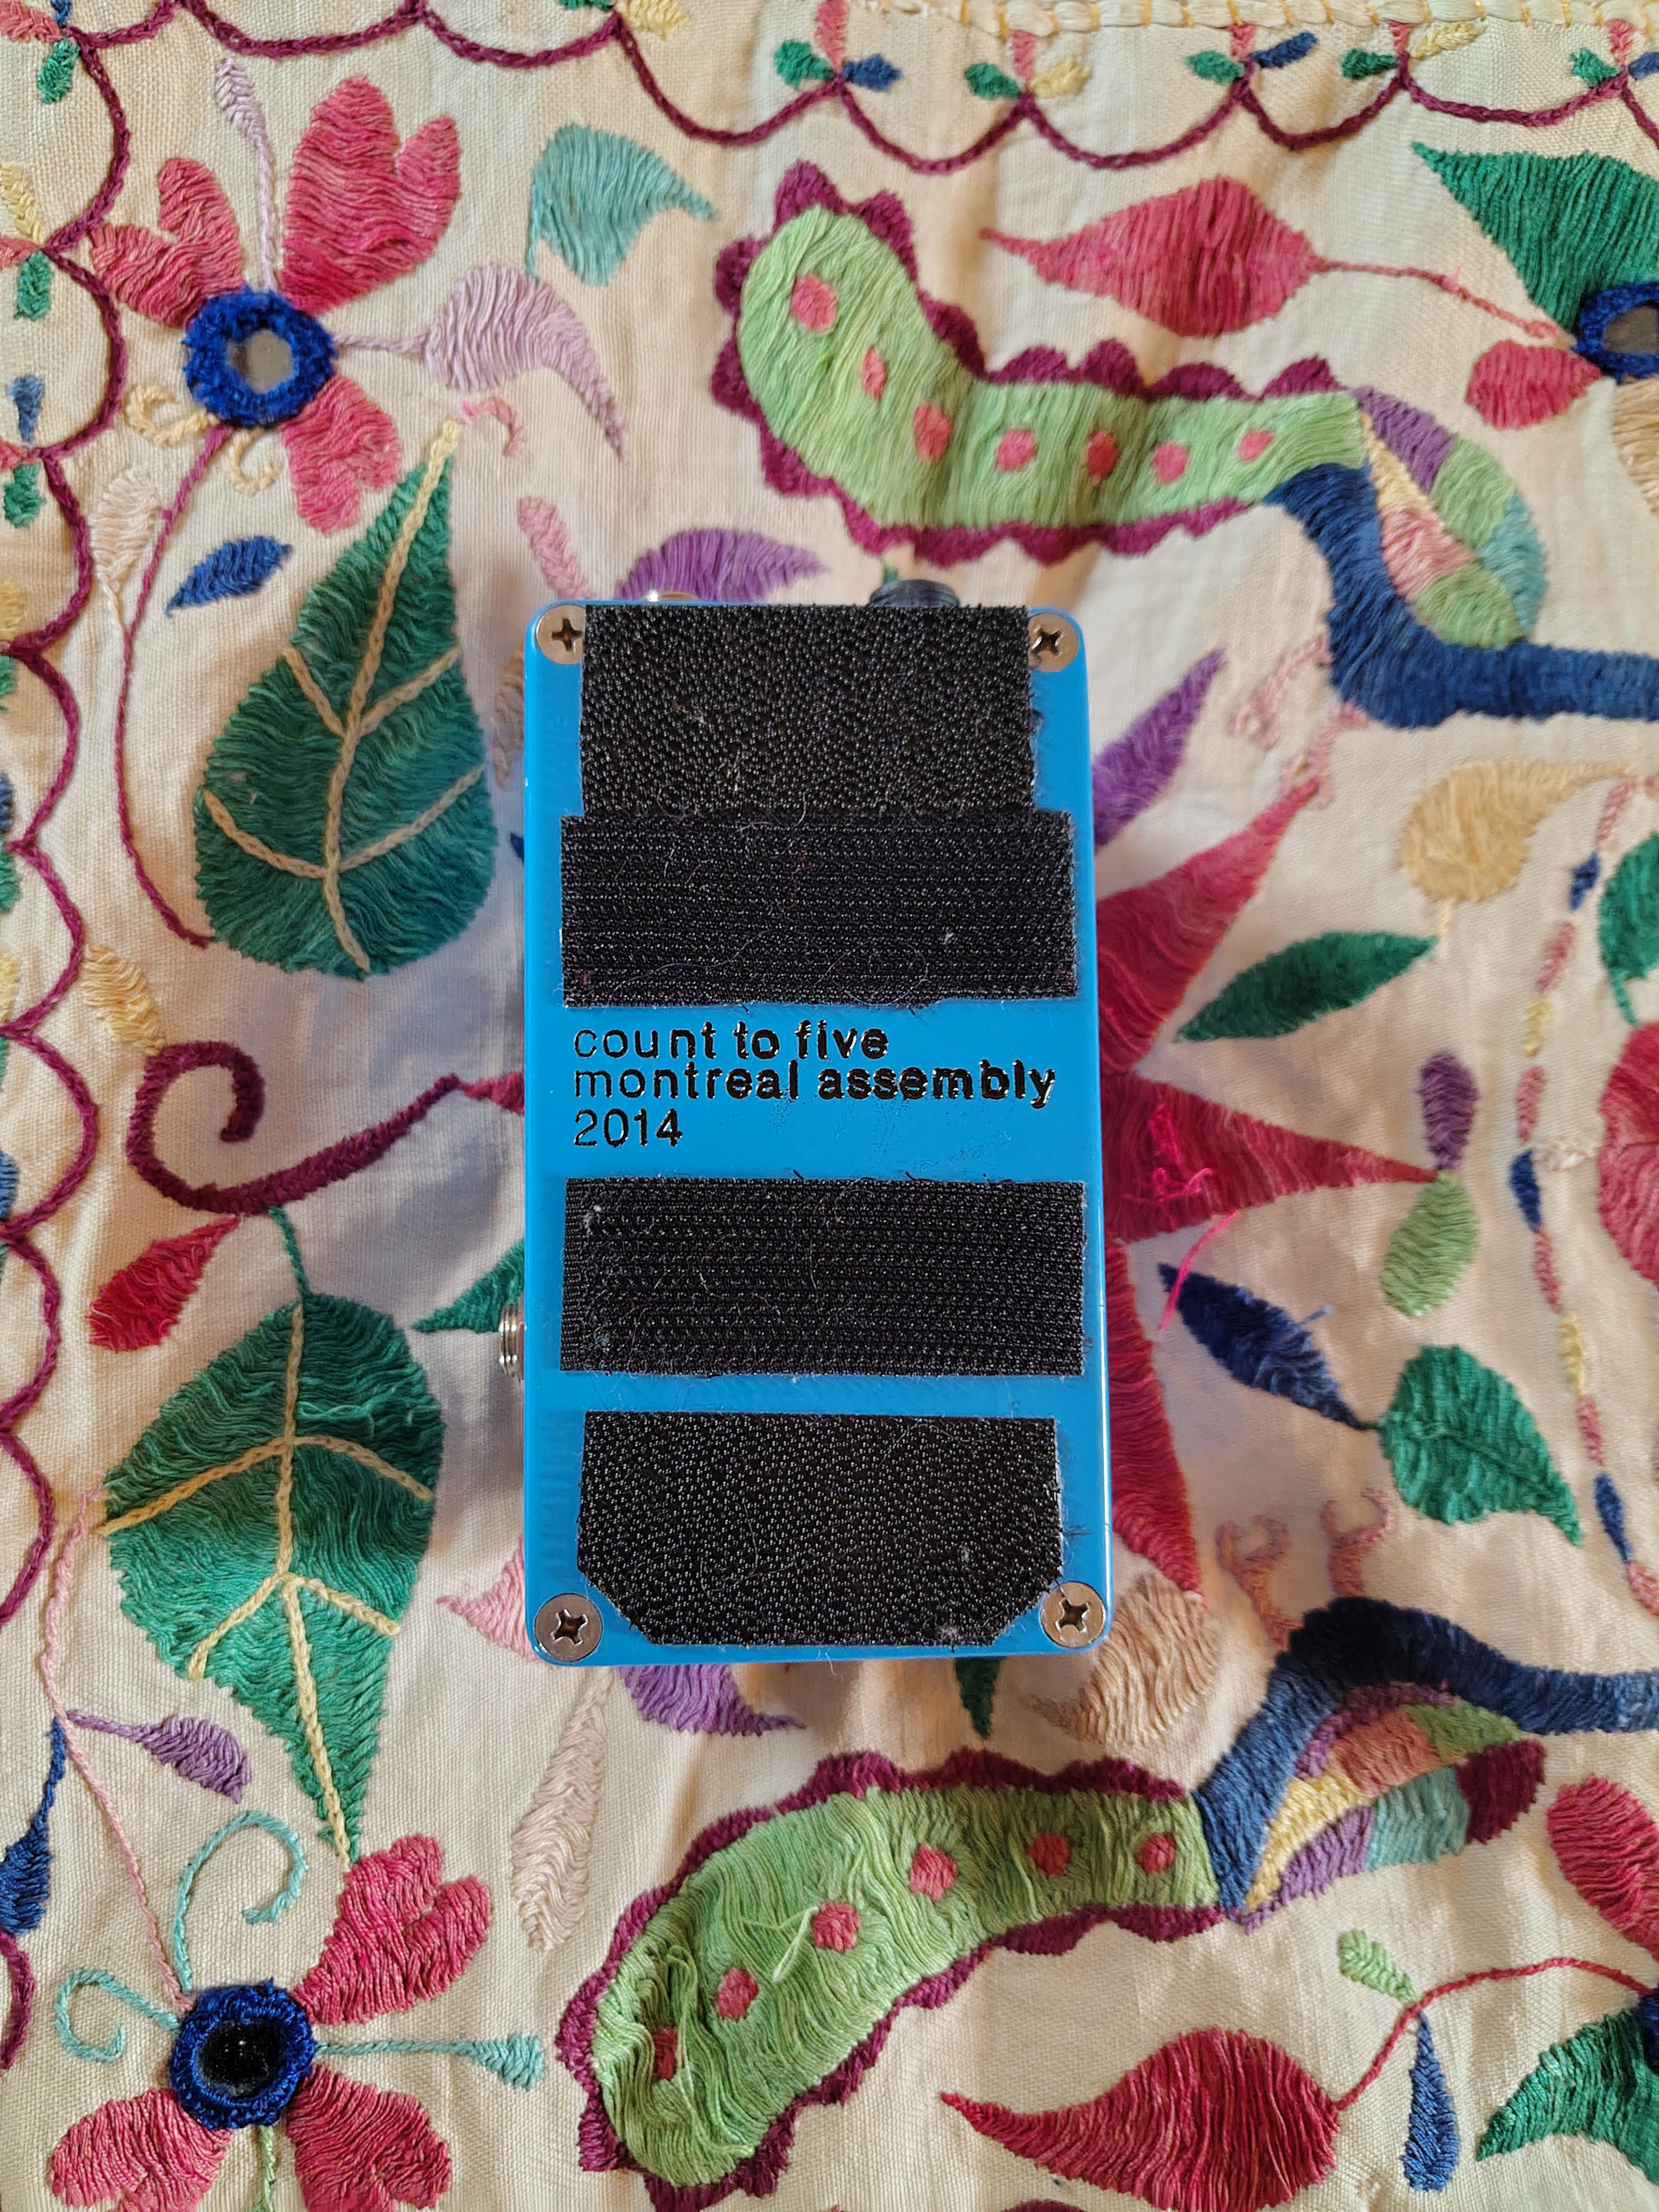 count to five
montreal assembly
2014